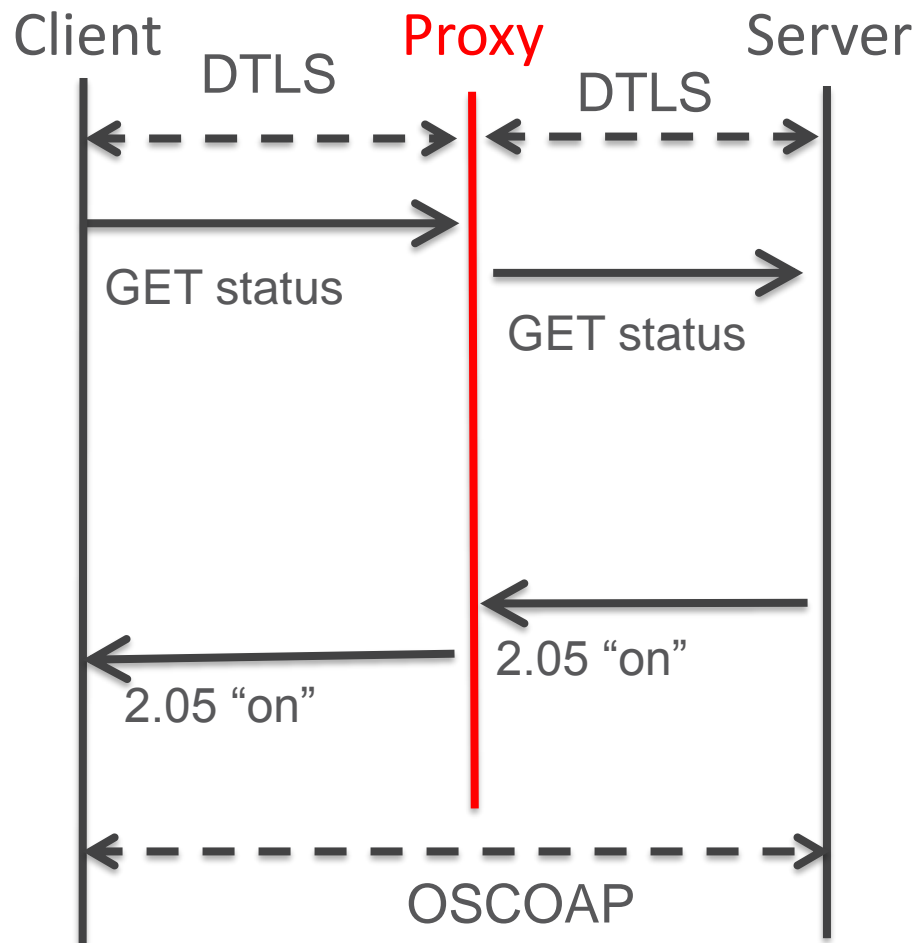 Client
Proxy
Server
DTLS
DTLS
GET status
GET status
2.05 “on”
2.05 “on”
OSCOAP